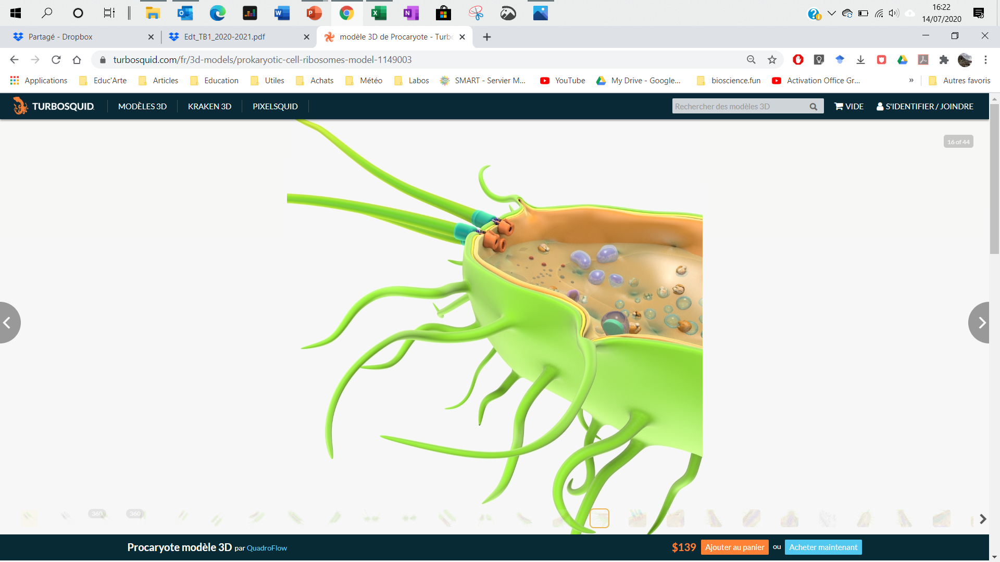 16:22
14/07/2020
Partagé - Dropbox
Edt_TB1_2020-2021.pdf
modèle 3D de Procaryote - Turbo
turbosquid.com/fr/3d-models/prokaryotic-cell-ribosomes-model-1149003
Applications Educ'Arte Articles Education Utiles Achats Météo Labos SMART - Servier M... YouTube My Drive - Google... bioscience.fun Activation Office Gr... » Autres favoris
TURBOSQUID MODÈLES 3D KRAKEN 3D PIXELSQUID Rechercher des modèles 3D VIDE S'IDENTIFIER / JOINDRE
16 of 44
360 360
Procaryote modèle 3D par QuadroFlow $139 Ajouter au panier ou Acheter maintenant